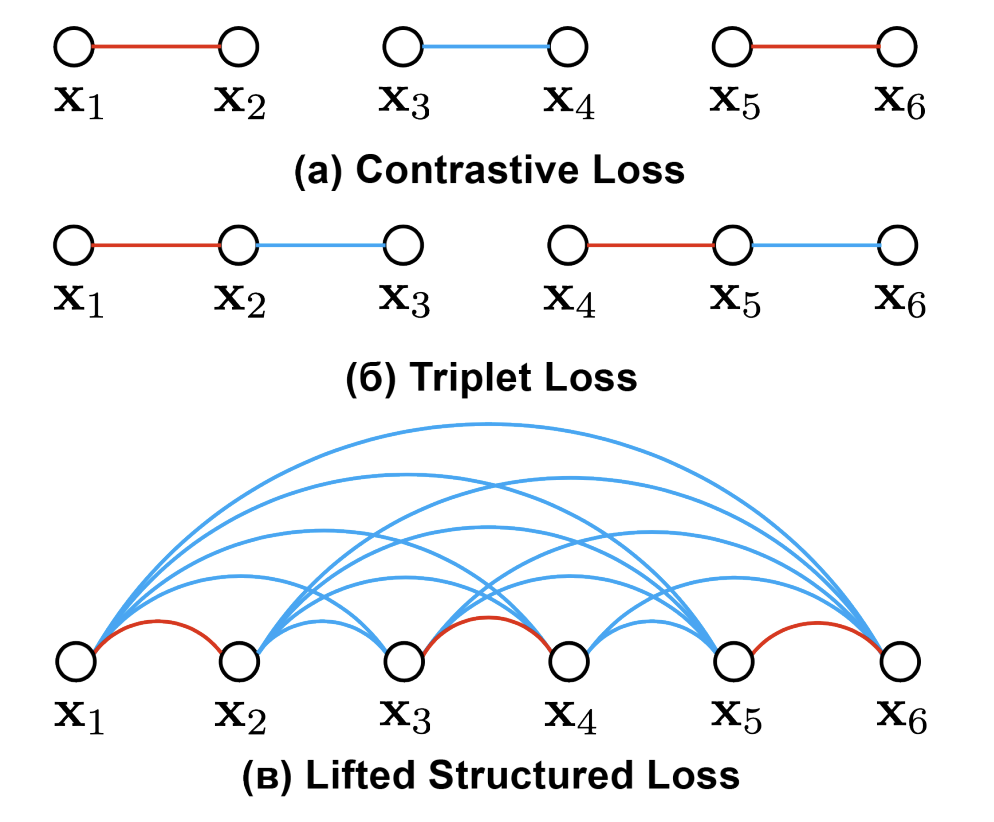 x₁ x₂ x₃ x₄ x₅ x₆
(а) Contrastive Loss
x₁ x₂ x₃ x₄ x₅ x₆
(б) Triplet Loss
x₁ x₂ x₃ x₄ x₅ x₆
(в) Lifted Structured Loss